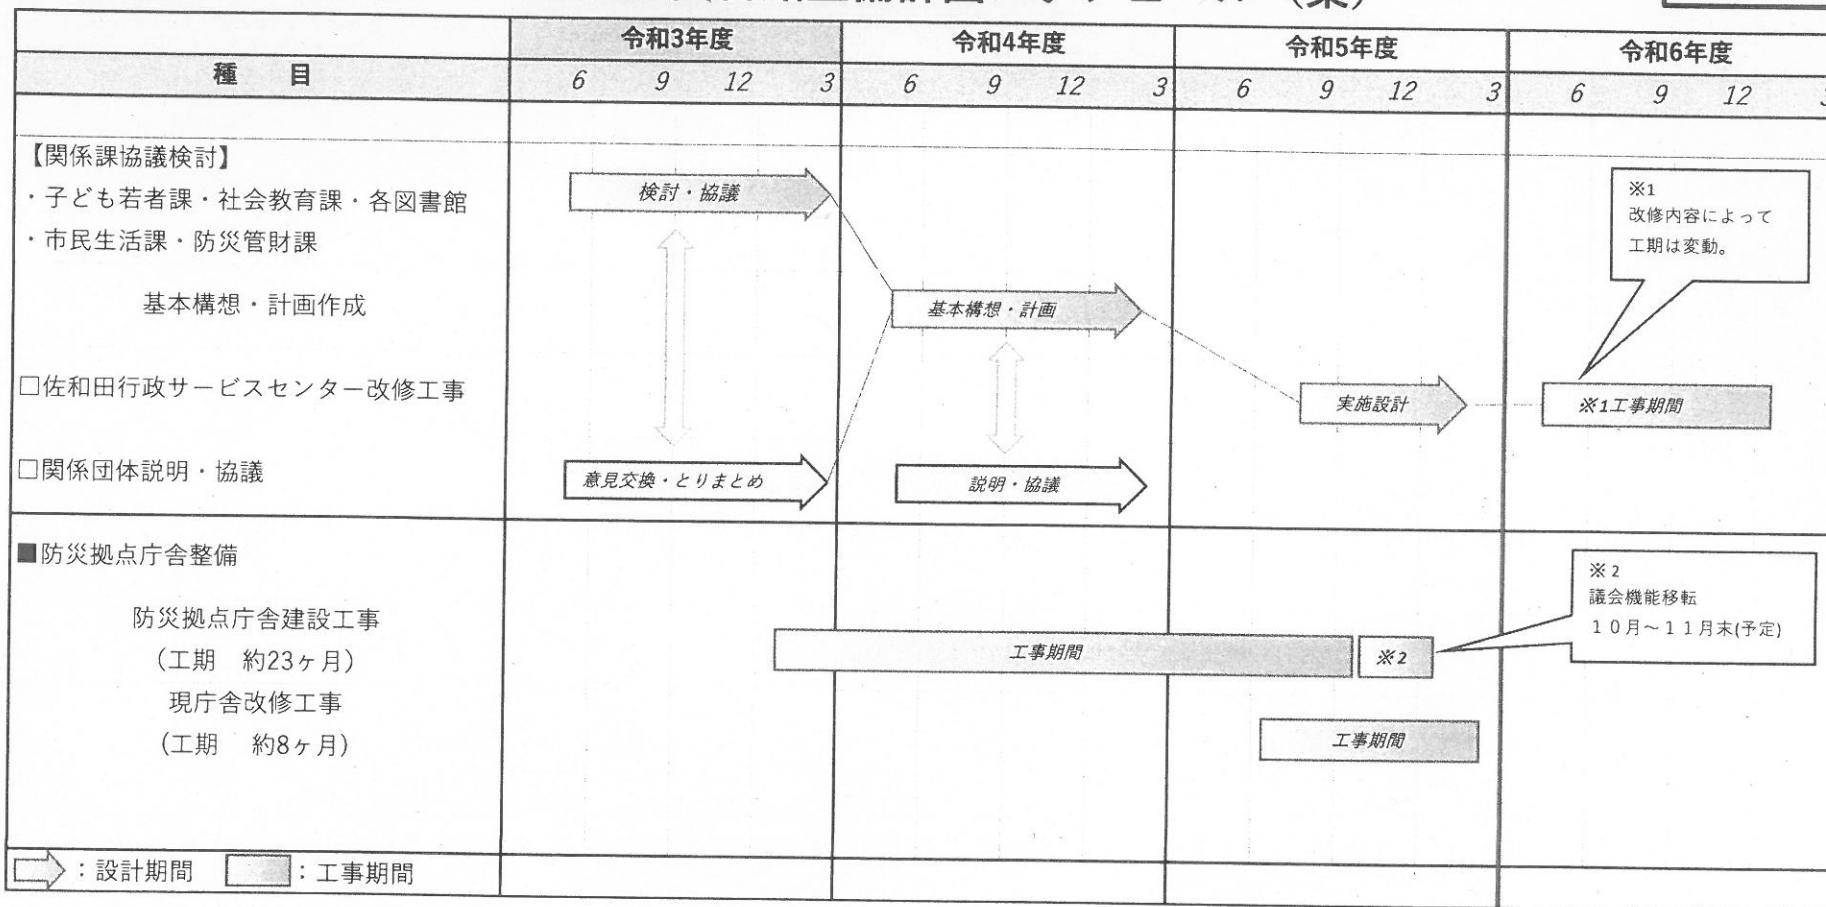 (案)
令和3年度 令和4年度 令和5年度 令和6年度
種 目 6 9 12 3 6 9 12 3 6 9 12 3 6 9 12
【関係課協議検討】
・子ども若者課・社会教育課・各図書館
・市民生活課・防災管財課
検討・協議
※1
改修内容によって
工期は変動。
基本構想・計画作成
基本構想・計画
□佐和田行政サービスセンター改修工事
実施設計
※1工事期間
□関係団体説明・協議
意見交換・とりまとめ
説明・協議
■防災拠点庁舎整備
※2
議会機能移転
10月～11月末(予定)
防災拠点庁舎建設工事
(工期 約23ヶ月)
工事期間
※2
現庁舎改修工事
(工期 約8ヶ月)
工事期間
：設計期間 ：工事期間